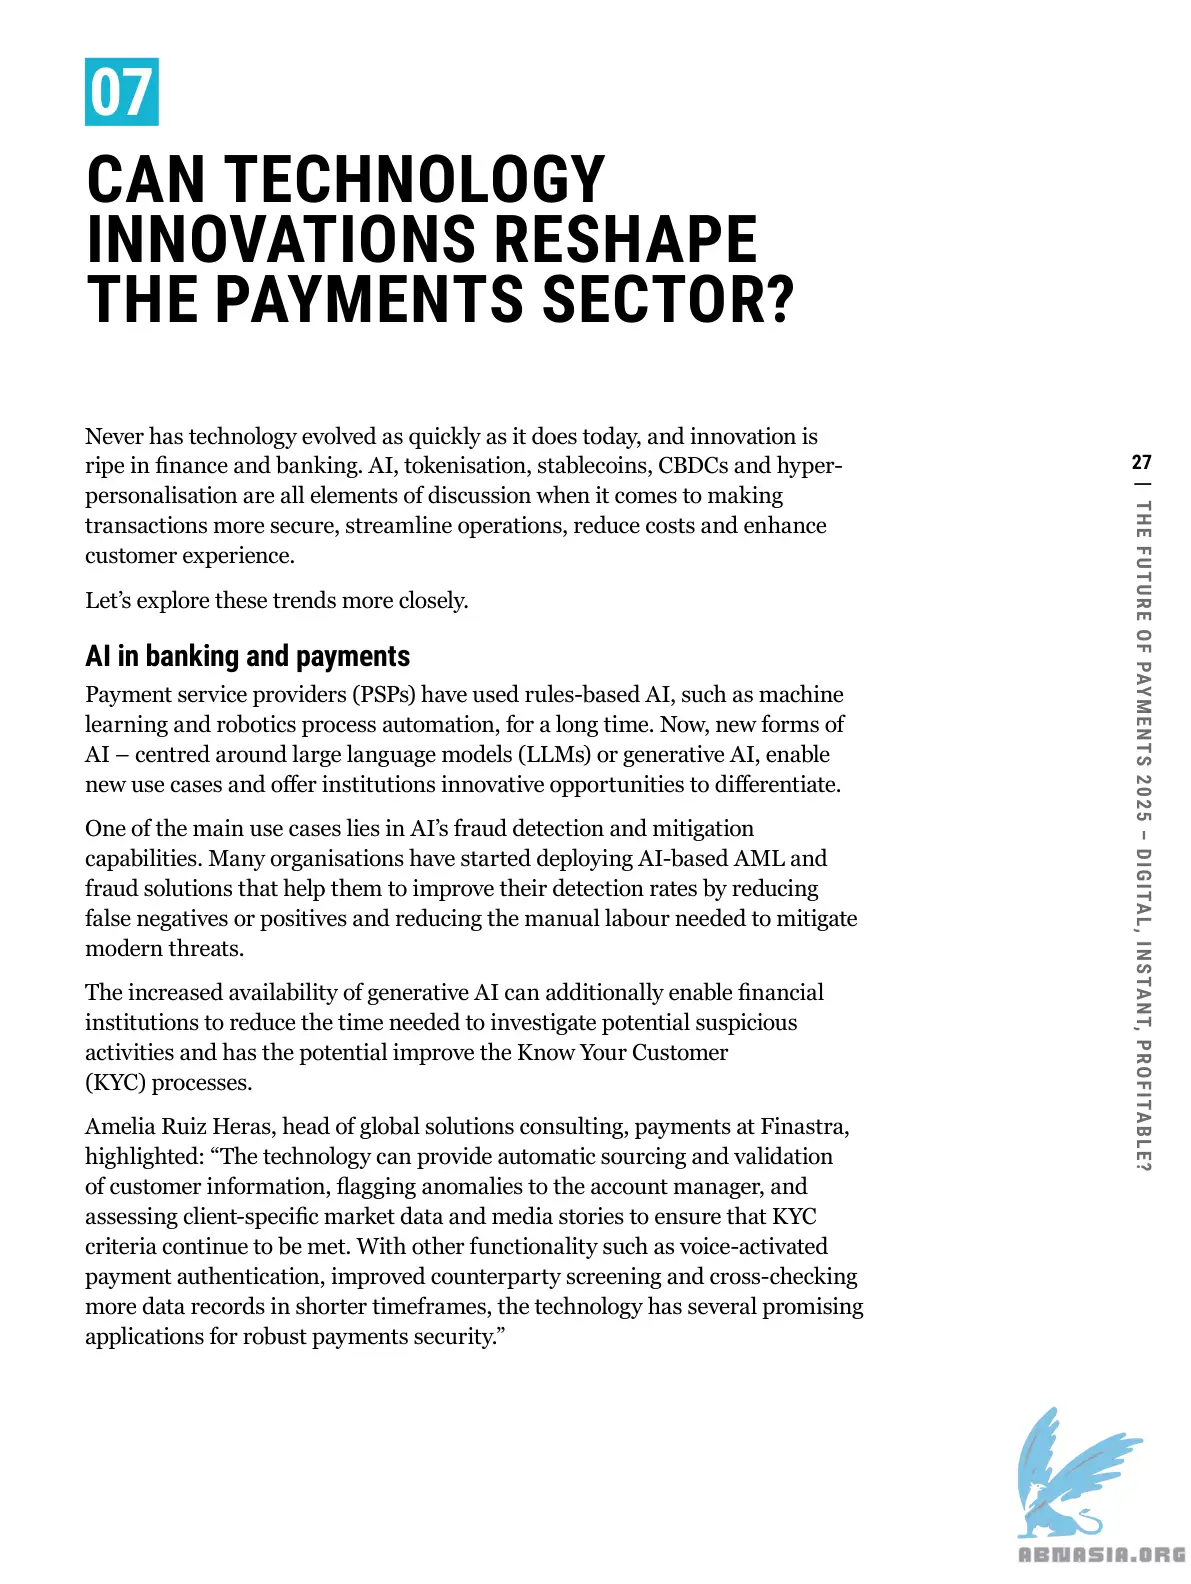 07
CAN TECHNOLOGY
INNOVATIONS RESHAPE
THE PAYMENTS SECTOR?
Never has technology evolved as quickly as it does today, and innovation is
ripe in finance and banking. AI, tokenisation, stablecoins, CBDCs and hyper-
personalisation are all elements of discussion when it comes to making
transactions more secure, streamline operations, reduce costs and enhance
customer experience.
Let’s explore these trends more closely.
AI in banking and payments
Payment service providers (PSPs) have used rules-based AI, such as machine
learning and robotics process automation, for a long time. Now, new forms of
AI – centred around large language models (LLMs) or generative AI, enable
new use cases and offer institutions innovative opportunities to differentiate.
One of the main use cases lies in AI’s fraud detection and mitigation
capabilities. Many organisations have started deploying AI-based AML and
fraud solutions that help them to improve their detection rates by reducing
false negatives or positives and reducing the manual labour needed to mitigate
modern threats.
The increased availability of generative AI can additionally enable financial
institutions to reduce the time needed to investigate potential suspicious
activities and has the potential improve the Know Your Customer
(KYC) processes.
Amelia Ruiz Heras, head of global solutions consulting, payments at Finastra,
highlighted: “The technology can provide automatic sourcing and validation
of customer information, flagging anomalies to the account manager, and
assessing client-specific market data and media stories to ensure that KYC
criteria continue to be met. With other functionality such as voice-activated
payment authentication, improved counterparty screening and cross-checking
more data records in shorter timeframes, the technology has several promising
applications for robust payments security.”
27
THE FUTURE OF PAYMENTS 2025 – DIGITAL, INSTANT, PROFITABLE?
ABNASIA.ORG